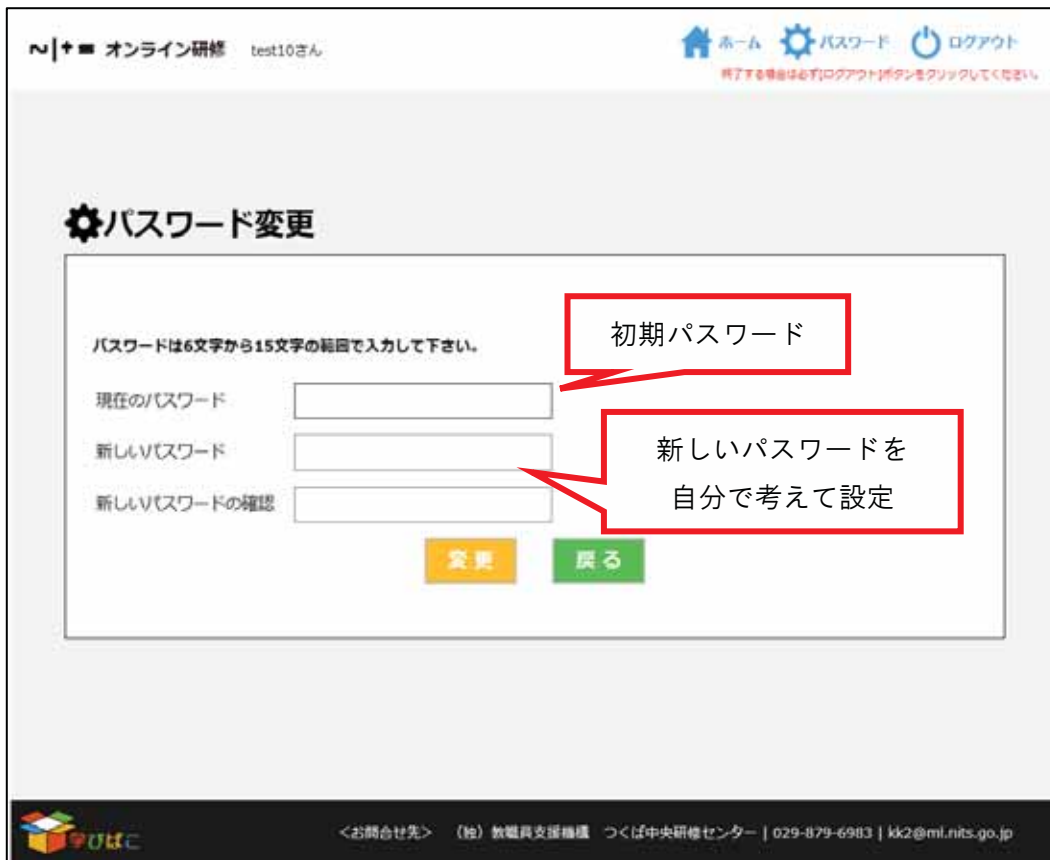 オンライン研修 test10さん
ホーム パスワード ログアウト
終了する場合は必ず[ログアウト]ボタンをクリックしてください。
パスワード変更
初期パスワード
パスワードは6文字から15文字の範囲で入力して下さい。
現在のパスワード
新しいパスワード
新しいパスワードを
自分で考えて設定
新しいパスワードの確認
変更 戻る
学びばこ
<お問合せ先> (独)教職員支援機構 つくば中央研修センター | 029-879-6983 | kk2@ml.nits.go.jp